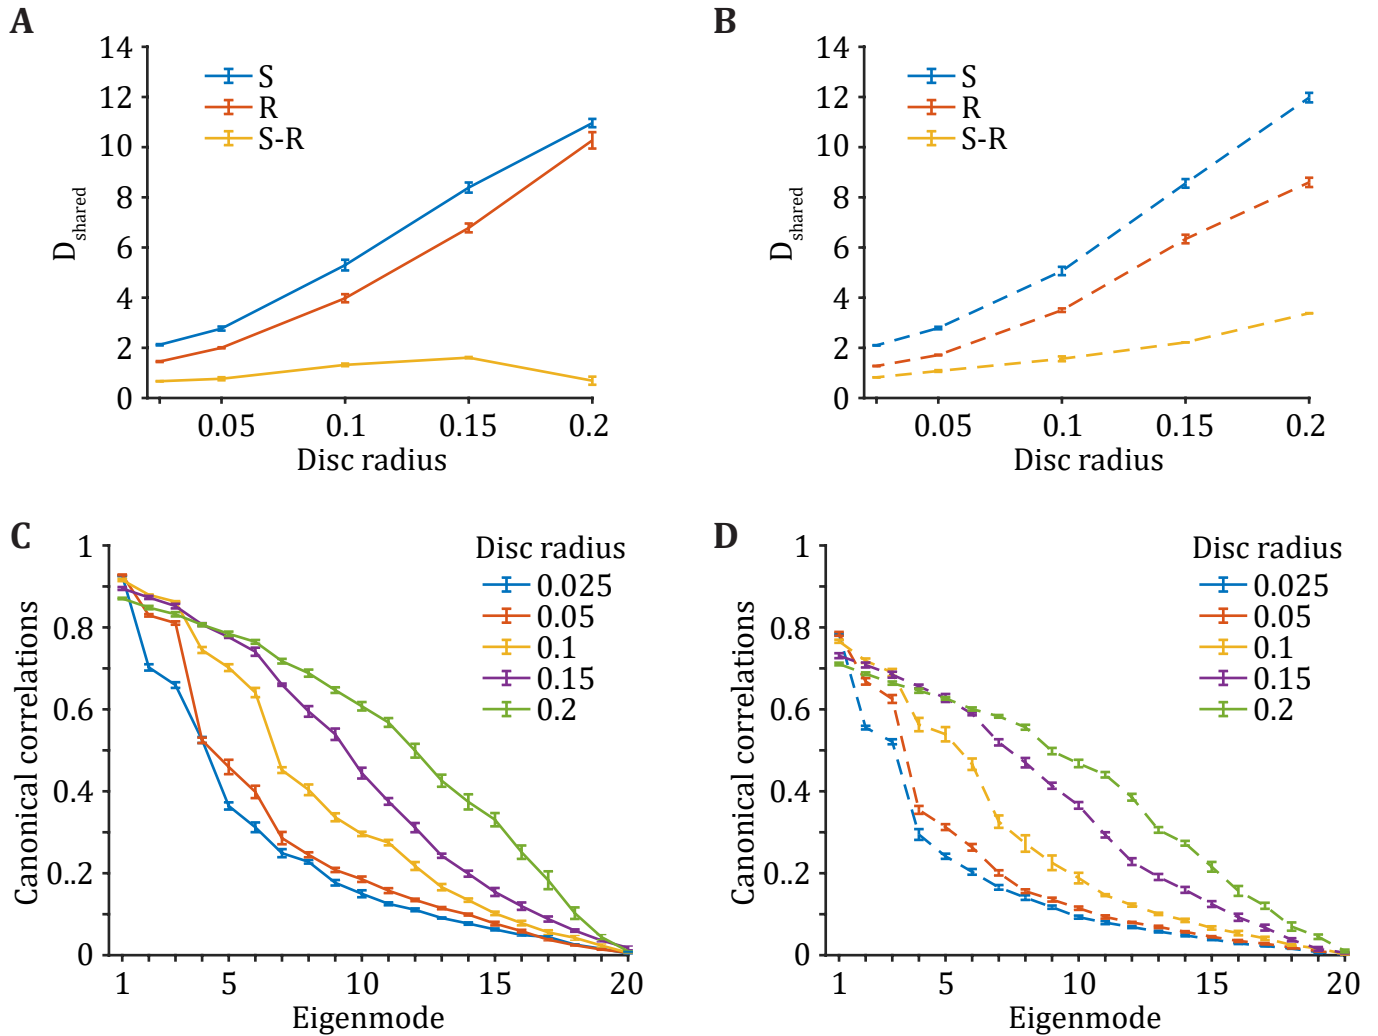 A
14
12
10
8
6
4
2
0
D shared
S
R
S-R
0.05 0.1 0.15 0.2
Disc radius
B
14
12
10
8
6
4
2
0
D shared
S
R
S-R
0.05 0.1 0.15 0.2
Disc radius
C
1
0.8
0.6
0.4
0..2
0
Canonical correlations
Disc radius
0.025
0.05
0.1
0.15
0.2
1 5 10 15 20
Eigenmode
D
1
0.8
0.6
0.4
0..2
0
Canonical correlations
Disc radius
0.025
0.05
0.1
0.15
0.2
1 5 10 15 20
Eigenmode